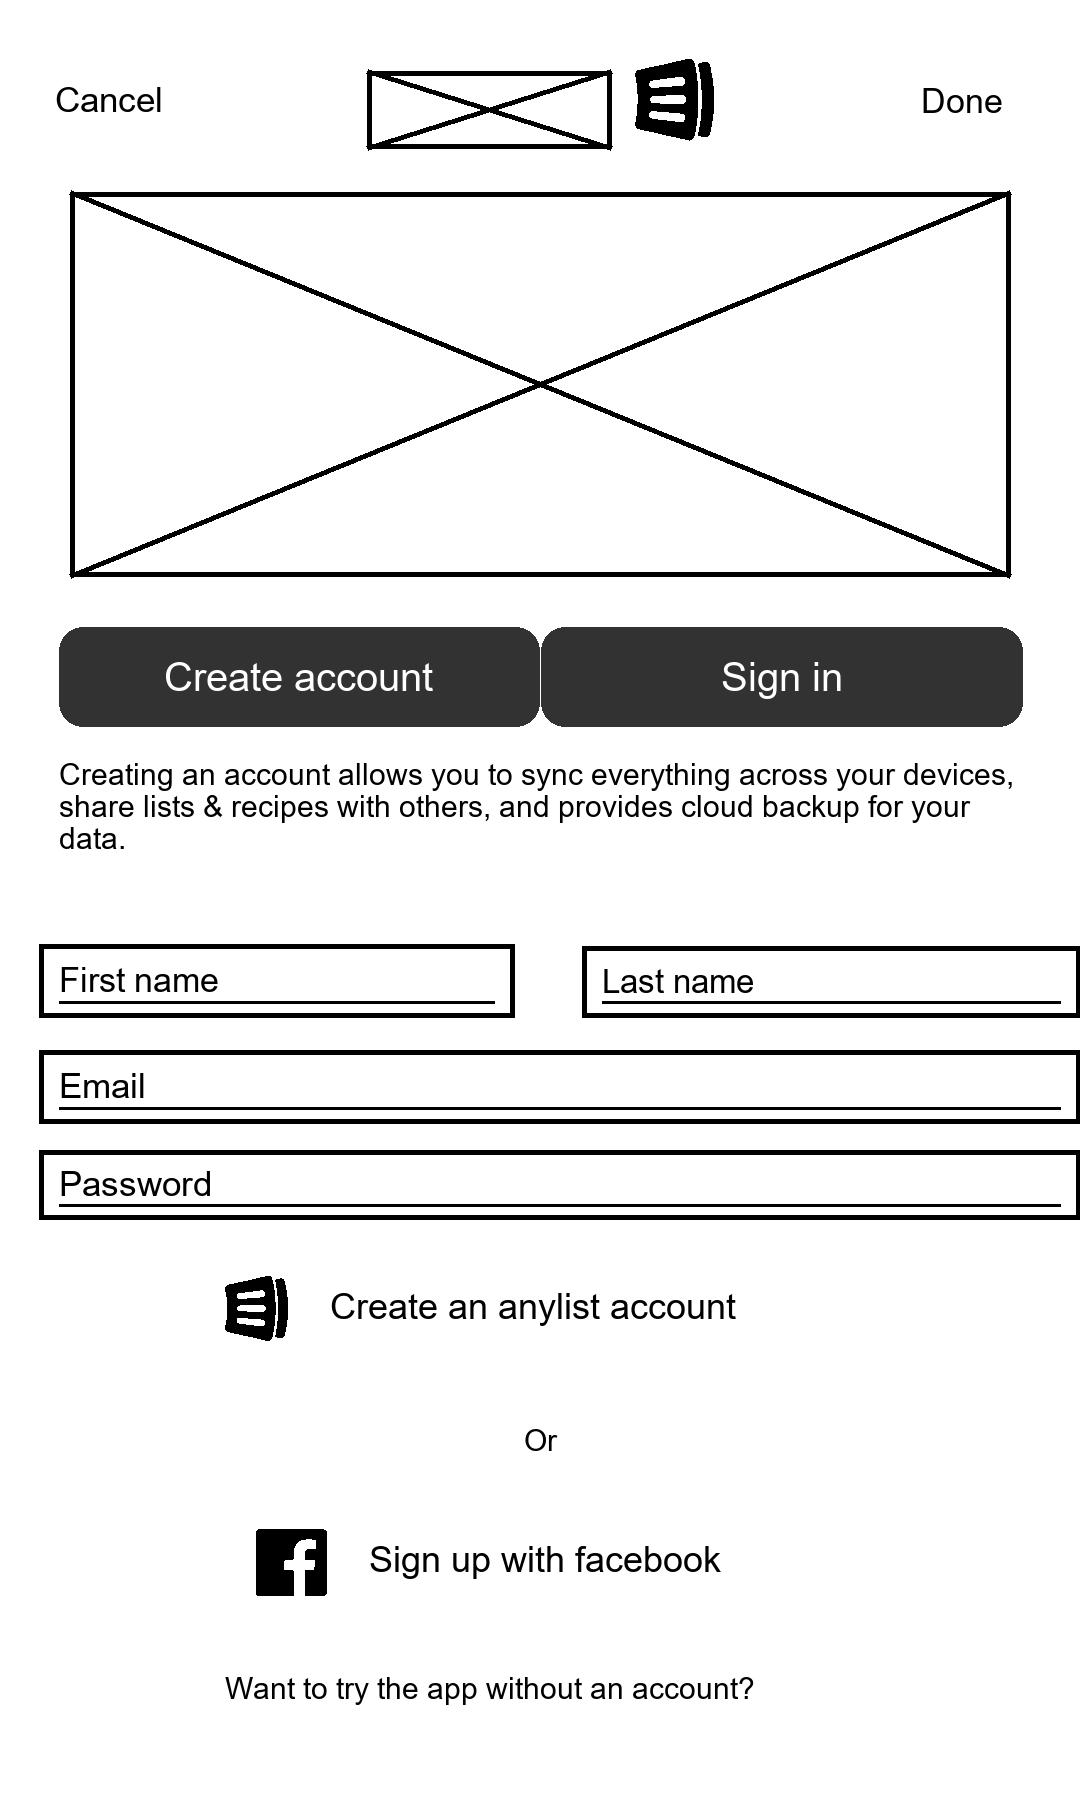 Cancel
Done
Create account
Sign in
Creating an account allows you to sync everything across your devices,
share lists & recipes with others, and provides cloud backup for your
data.
First name
Last name
Email
Password
Create an anylist account
Or
Sign up with facebook
Want to try the app without an account?